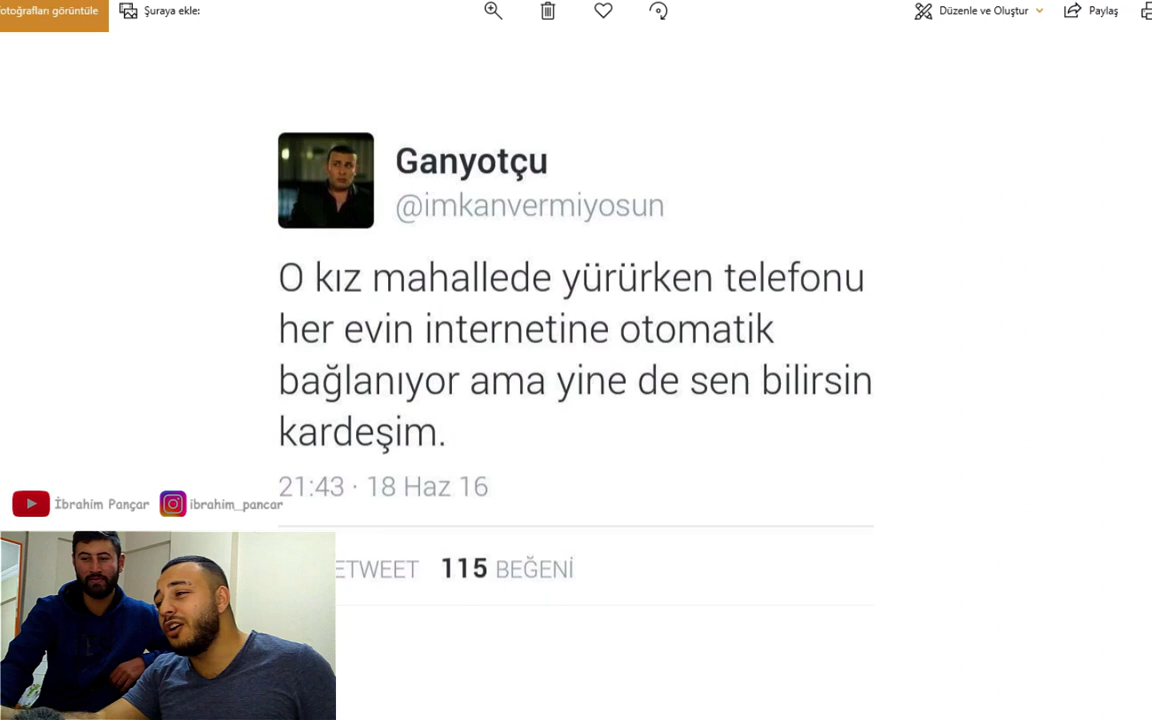 fotoğrafları görüntüle
Şuraya ekle:
Düzenle ve Oluştur
Paylaş
Ganyotçu
@imkanvermiyosun
O kız mahallede yürürken telefonu
her evin internetine otomatik
bağlanıyor ama yine de sen bilirsin
kardeşim.
21:43 · 18 Haz 16
İbrahim Pançar
ibrahim_pancar
ETWEET 115 BEĞENİ